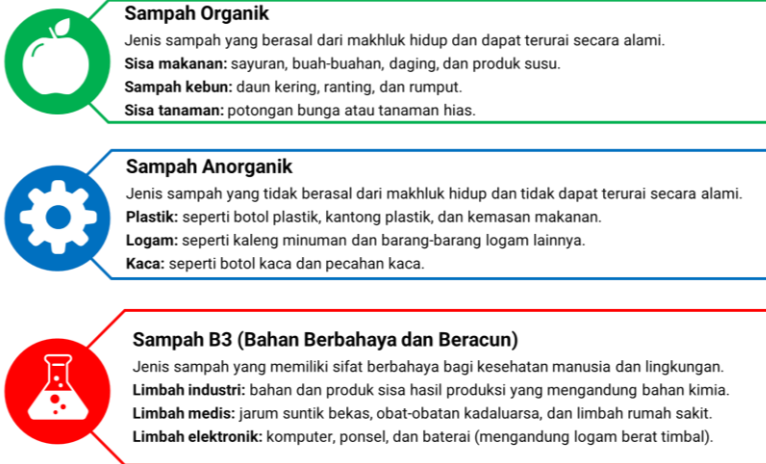 Sampah Organik
Jenis sampah yang berasal dari makhluk hidup dan dapat terurai secara alami.
Sisa makanan: sayuran, buah-buahan, daging, dan produk susu.
Sampah kebun: daun kering, ranting, dan rumput.
Sisa tanaman: potongan bunga atau tanaman hias.
Sampah Anorganik
Jenis sampah yang tidak berasal dari makhluk hidup dan tidak dapat terurai secara alami.
Plastik: seperti botol plastik, kantong plastik, dan kemasan makanan.
Logam: seperti kaleng minuman dan barang-barang logam lainnya.
Kaca: seperti botol kaca dan pecahan kaca.
Sampah B3 (Bahan Berbahaya dan Beracun)
Jenis sampah yang memiliki sifat berbahaya bagi kesehatan manusia dan lingkungan.
Limbah industri: bahan dan produk sisa hasil produksi yang mengandung bahan kimia.
Limbah medis: jarum suntik bekas, obat-obatan kadaluarsa, dan limbah rumah sakit.
Limbah elektronik: komputer, ponsel, dan baterai (mengandung logam berat timbal).